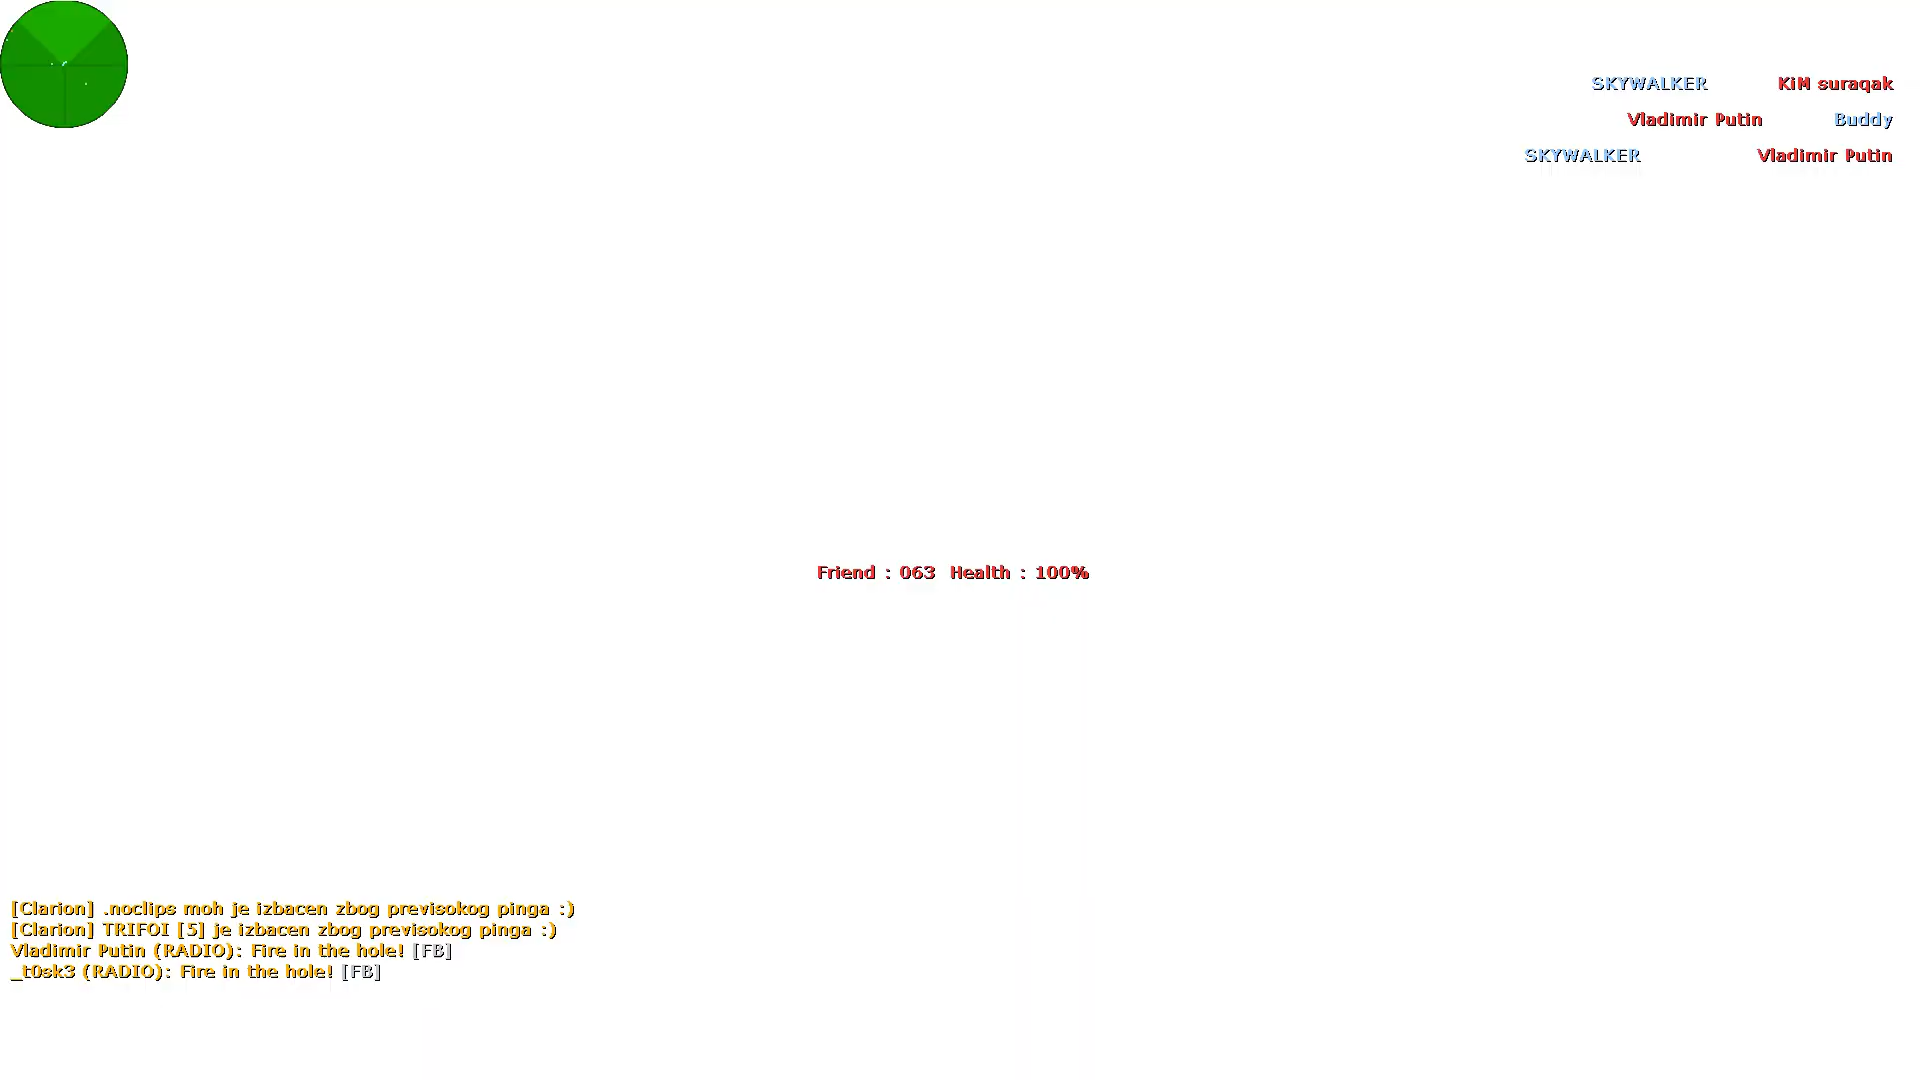 SKYWALKER KiM suraqak
Vladimir Putin Buddy
SKYWALKER Vladimir Putin
Friend : 063 Health : 100%
[Clarion] .noclips moh je izbacen zbog previsokog pinga :)
[Clarion] TRIFOI [5] je izbacen zbog previsokog pinga :)
Vladimir Putin (RADIO): Fire in the hole! [FB]
_t0sk3 (RADIO): Fire in the hole! [FB]